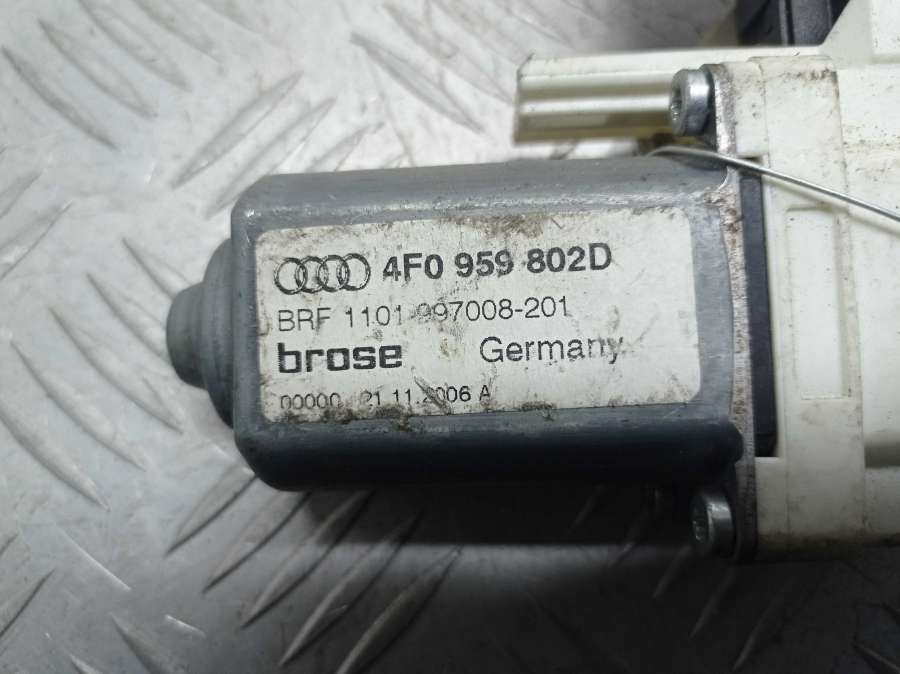 4F0 959 802D
BRF 1101 997008-201
brose Germany
00000 21.11.2006 A